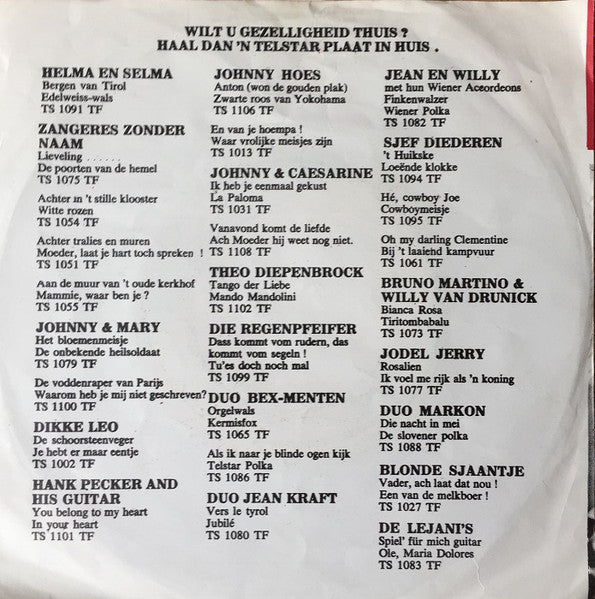 WILT U GEZELLIGHEID THUIS ?
HAAL DAN 'N TELSTAR PLAAT IN HUIS .
HELMA EN SELMA
Bergen van Tirol
Edelweiss-wals
TS 1091 TF
ZANGERES ZONDER
NAAM
Lieveling . . . . . .
De poorten van de hemel
TS 1075 TF
Achter in 't stille klooster
Witte rozen
TS 1054 TF
Achter tralies en muren
Moeder, laat je hart toch spreken !
TS 1051 TF
Aan de muur van 't oude kerkhof
Mammie, waar ben je ?
TS 1055 TF
JOHNNY & MARY
Het bloemenmeisje
De onbekende heilsoldaat
TS 1079 TF
De voddenraper van Parijs
Waarom heb je mij niet geschreven?
TS 1100 TF
DIKKE LEO
De schoorsteenveger
Je hebt er maar eentje
TS 1002 TF
HANK PECKER AND
HIS GUITAR
You belong to my heart
In your heart
TS 1101 TF
JOHNNY HOES
Anton (won de gouden plak)
Zwarte roos van Yokohama
TS 1106 TF
En van je hoempa !
Waar vrolijke meisjes zijn
TS 1013 TF
JOHNNY & CAESARINE
Ik heb je eenmaal gekust
La Paloma
TS 1031 TF
Vanavond komt de liefde
Ach Moeder hij weet nog niet.
TS 1108 TF
THEO DIEPENBROCK
Tango der Liebe
Mando Mandolini
TS 1102 TF
DIE REGENPFEIFER
Dass kommt vom rudern, das
kommt vom segeln !
Tu'es doch noch mal
TS 1099 TF
DUO BEX-MENTEN
Orgelwals
Kermisfox
TS 1065 TF
Als ik naar je blinde ogen kijk
Telstar Polka
TS 1086 TF
DUO JEAN KRAFT
Vers le tyrol
Jubilé
TS 1080 TF
JEAN EN WILLY
met hun Wiener Aceordeons
Finkenwalzer
Wiener Polka
TS 1082 TF
SJEF DIEDEREN
't Huikske
Loeënde klokke
TS 1094 TF
Hé, cowboy Joe
Cowboymeisje
TS 1095 TF
Oh my darling Clementine
Bij 't laaiend kampvuur
TS 1061 TF
BRUNO MARTINO &
WILLY VAN DRUNICK
Bianca Rosa
Tiritombabalu
TS 1073 TF
JODEL JERRY
Rosalien
Ik voel me rijk als 'n koning
TS 1077 TF
DUO MARKON
Die nacht in mei
De slovener polka
TS 1088 TF
BLONDE SJAANTJE
Vader, ach laat dat nou !
Een van de melkboer !
TS 1027 TF
DE LEJANI'S
Spiel' für mich guitar
Ole, Maria Dolores
TS 1083 TF